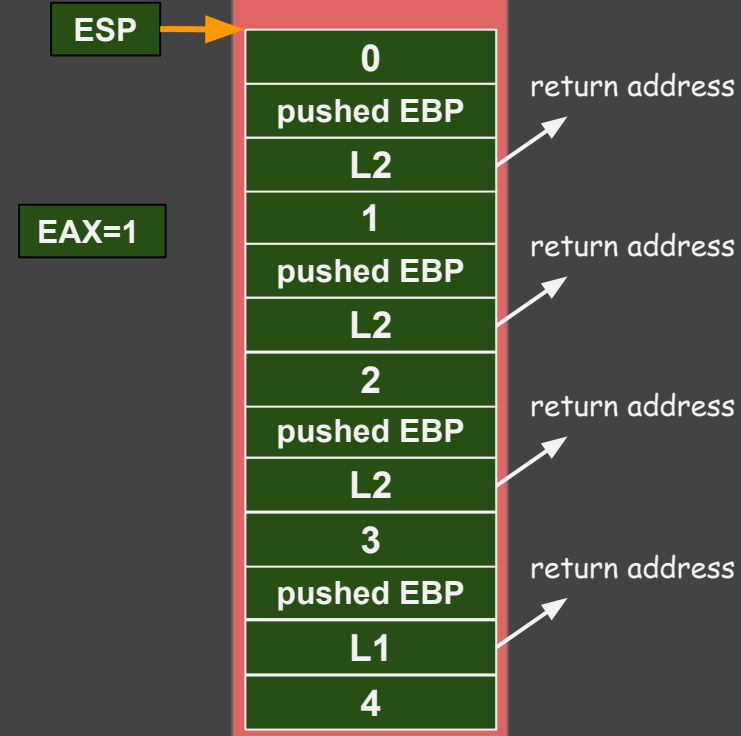 ESP
0
return address
pushed EBP
L2
EAX=1
1
return address
pushed EBP
L2
2
return address
pushed EBP
L2
3
return address
pushed EBP
L1
4